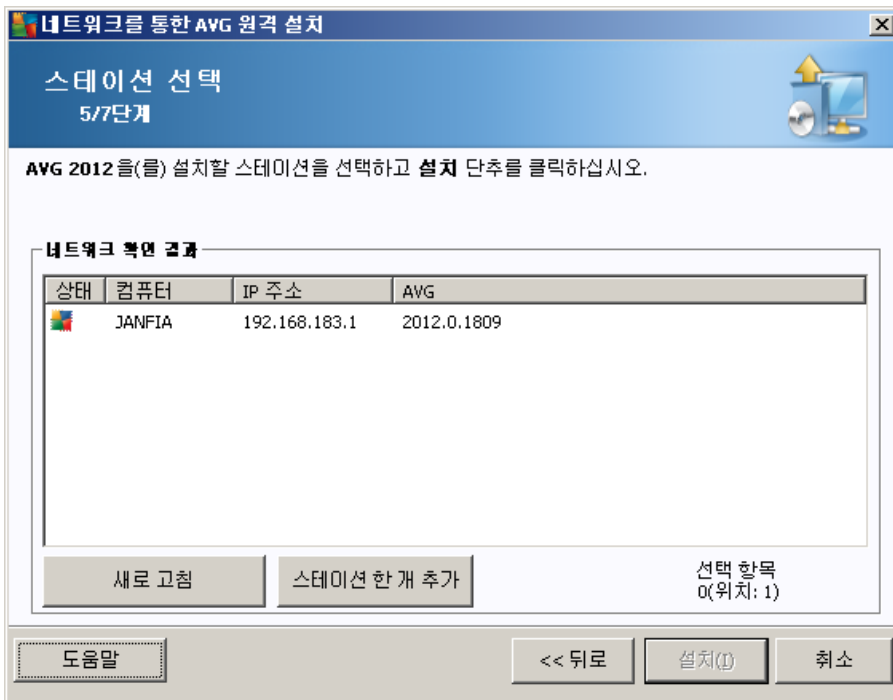 네트워크를 통한 AVG 원격 설치
스테이션 선택
5/7단계
AVG 2012을(를) 설치할 스테이션을 선택하고 설치 단추를 클릭하십시오.
네트워크 확인 결과
상태 컴퓨터 IP 주소 AVG
JANFIA 192.168.183.1 2012.0.1809
새로 고침 스테이션 한 개 추가 선택 항목
0(위치: 1)
도움말 << 뒤로 설치(I) 취소